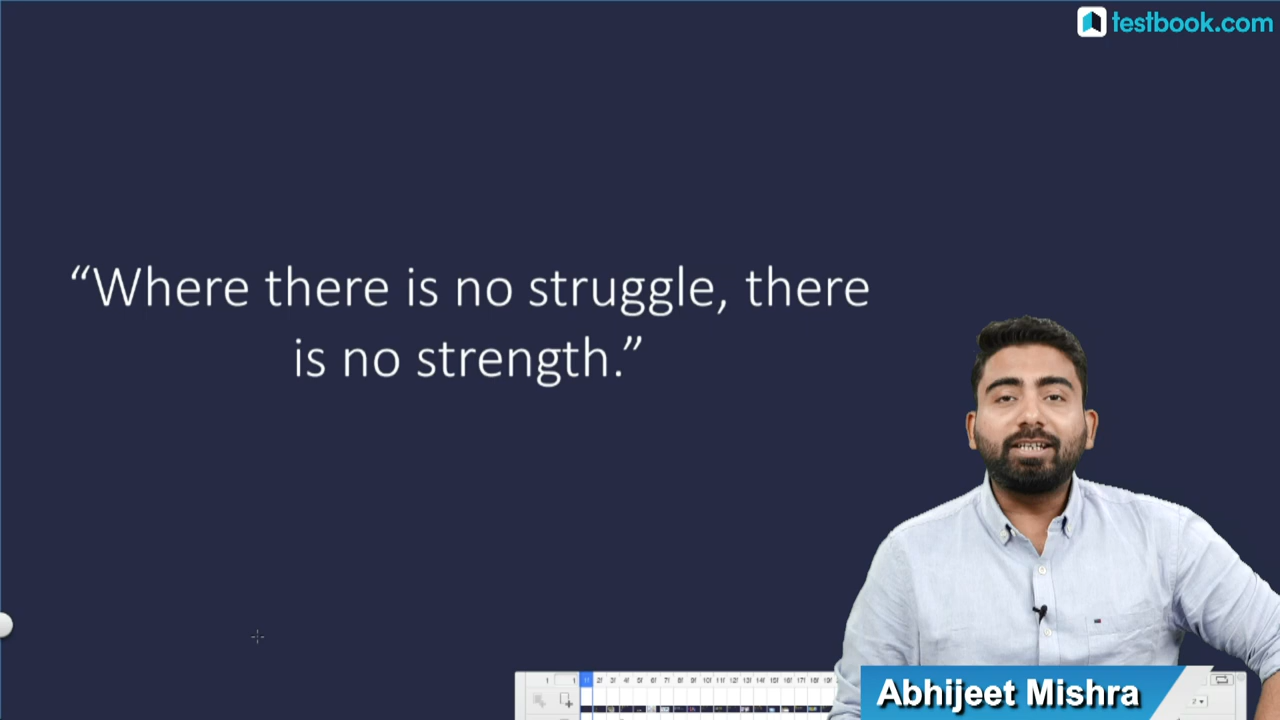 testbook.com
“Where there is no struggle, there
is no strength.”
Abhijeet Mishra